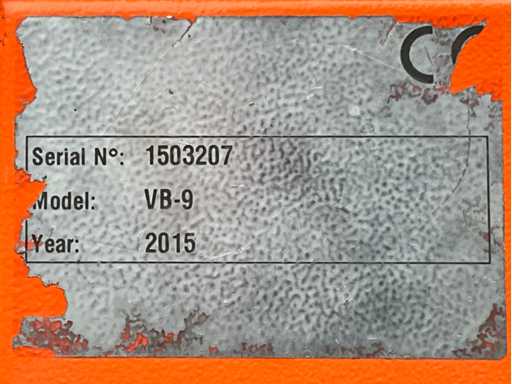 CE
Serial N°: 1503207
Model: VB-9
Year: 2015